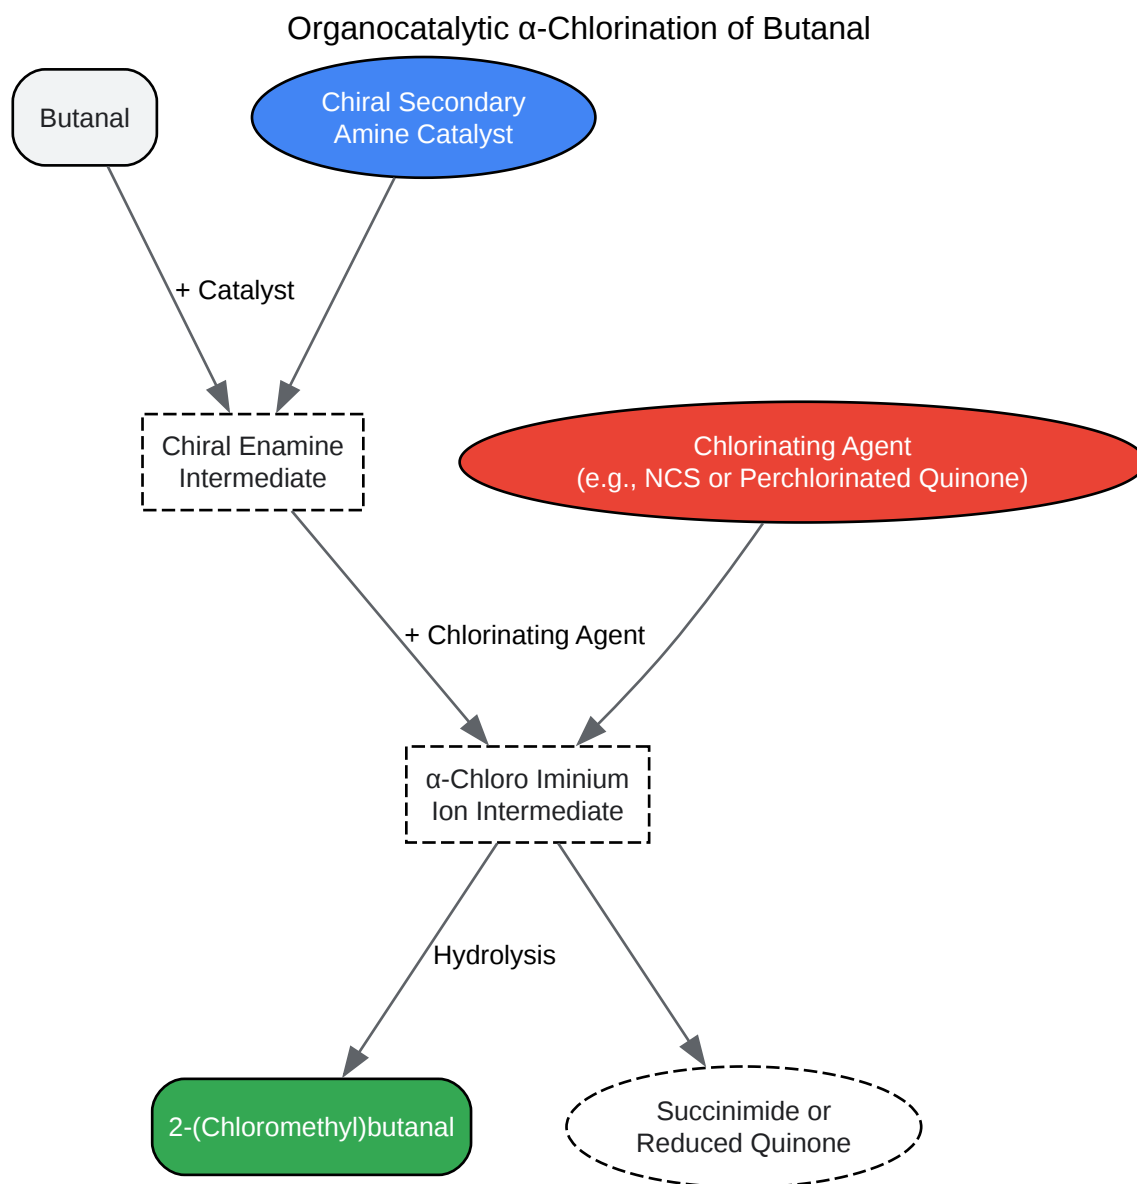 Organocatalytic α-Chlorination of Butanal
Butanal
Chiral Secondary
Amine Catalyst
+ Catalyst
Chiral Enamine
Intermediate
Chlorinating Agent
(e.g., NCS or Perchlorinated Quinone)
+ Chlorinating Agent
α-Chloro Iminium
Ion Intermediate
Hydrolysis
2-(Chloromethyl)butanal
Succinimide or
Reduced Quinone